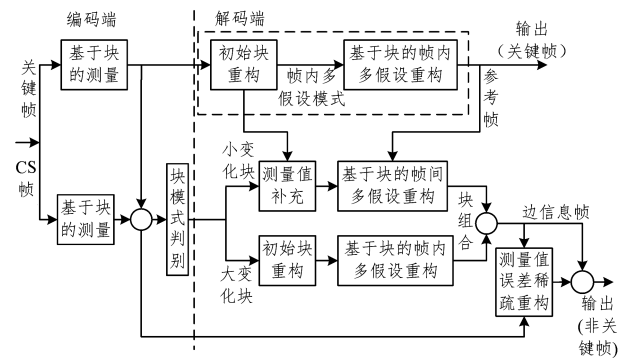 编码端
解码端
关键帧
基于块
的测量
初始块
重构
帧内多
假设模式
基于块的帧内
多假设重构
输出
（关键帧）
参考帧
CS
帧
基于块
的测量
块模式判别
小变
化块
测量值
补充
基于块的帧间
多假设重构
块组合
边信息帧
大变
化块
初始块
重构
基于块的帧内
多假设重构
测量值
误差稀
疏重构
输出
(非关
键帧)